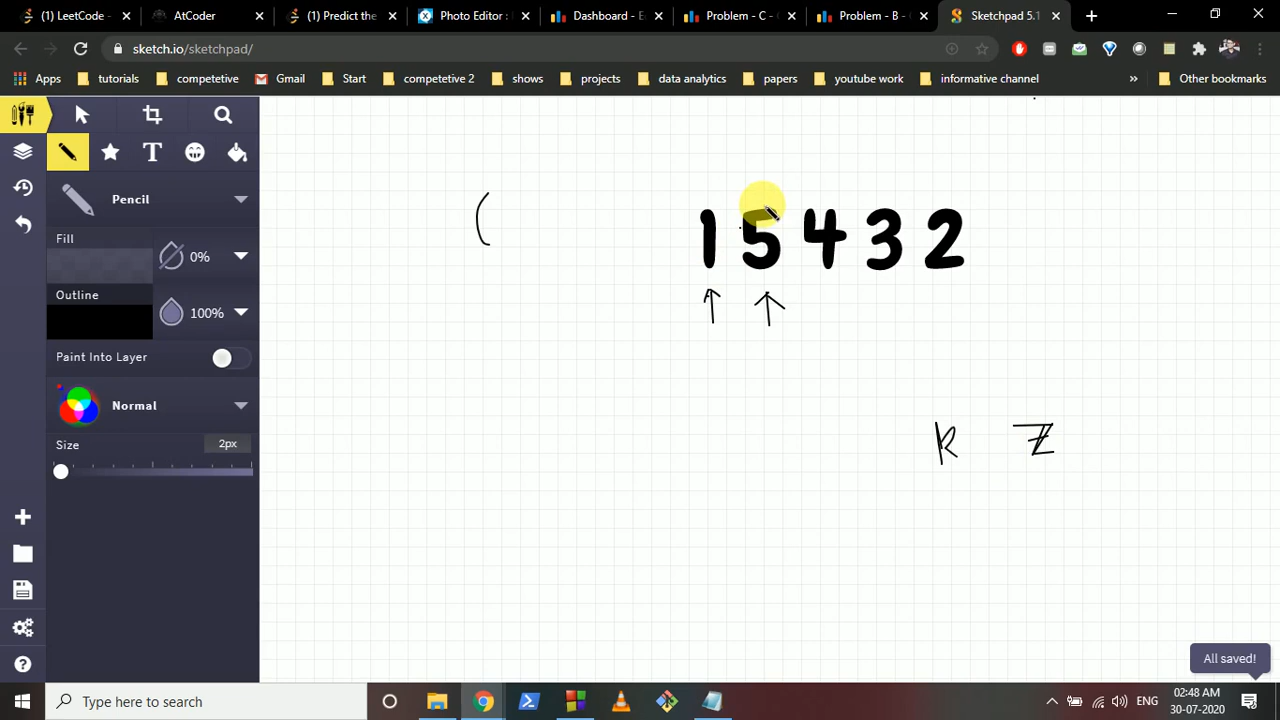 (1) LeetCode -
AtCoder
(1) Predict the
Photo Editor :
Dashboard - E
Problem - C -
Problem - B -
Sketchpad 5.1
sketch.io/sketchpad/
Apps tutorials competetive Gmail Start competetive 2 shows projects data analytics papers youtube work informative channel » Other bookmarks
Pencil
Fill
0%
Outline
100%
Paint Into Layer
Normal
Size
2px
(
1 5 4 3 2
k Z
All saved!
Type here to search
ENG
02:48 AM
30-07-2020